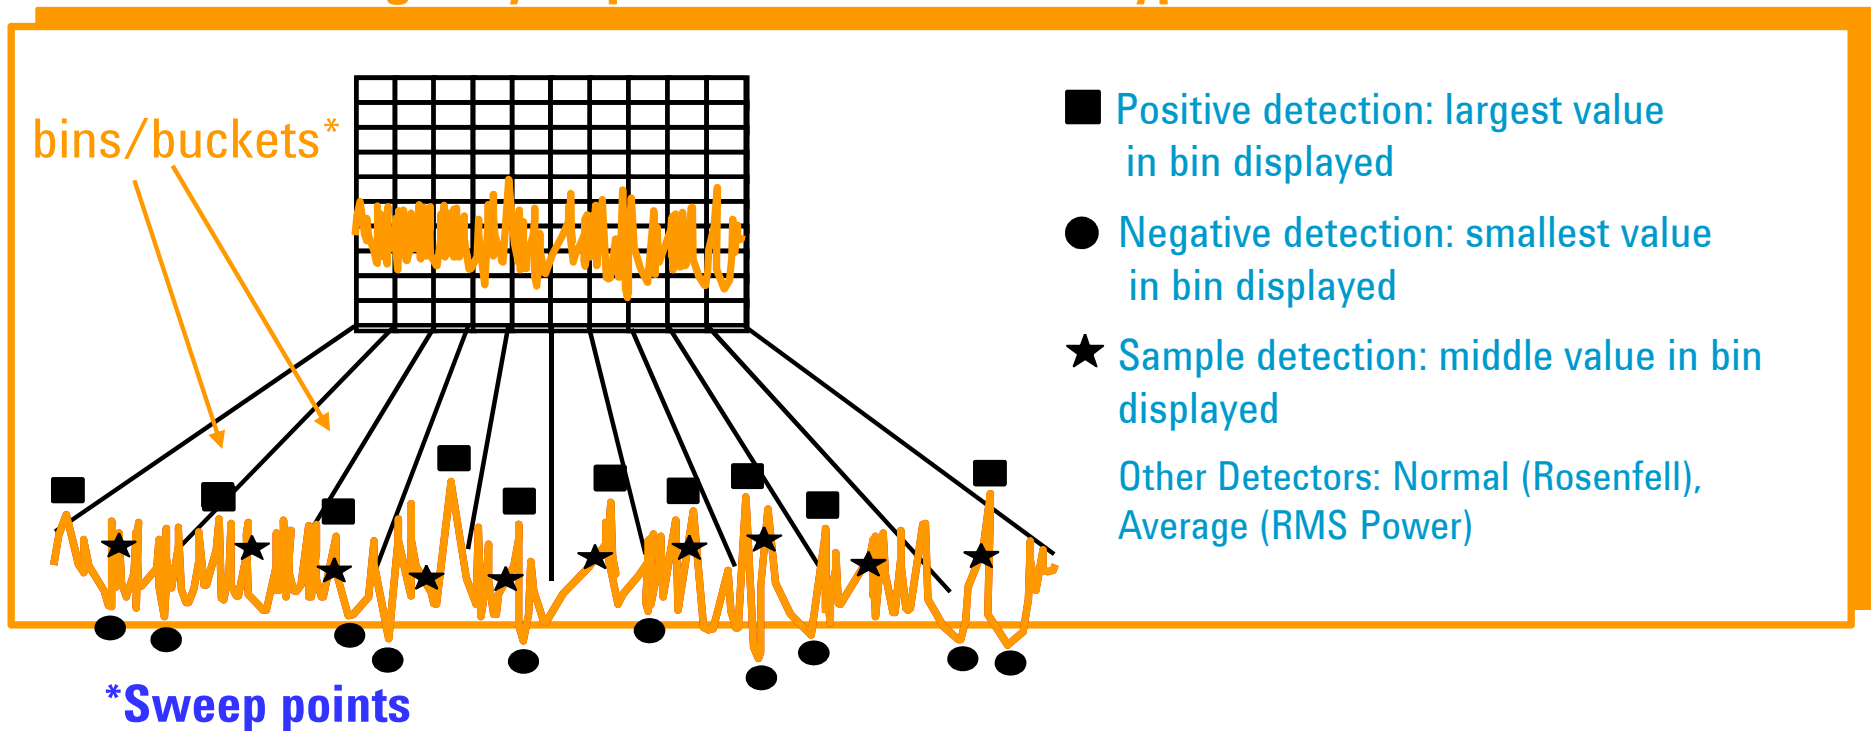 bins/buckets*
Positive detection: largest value
in bin displayed
Negative detection: smallest value
in bin displayed
Sample detection: middle value in bin
displayed
Other Detectors: Normal (Rosenfell),
Average (RMS Power)
*Sweep points